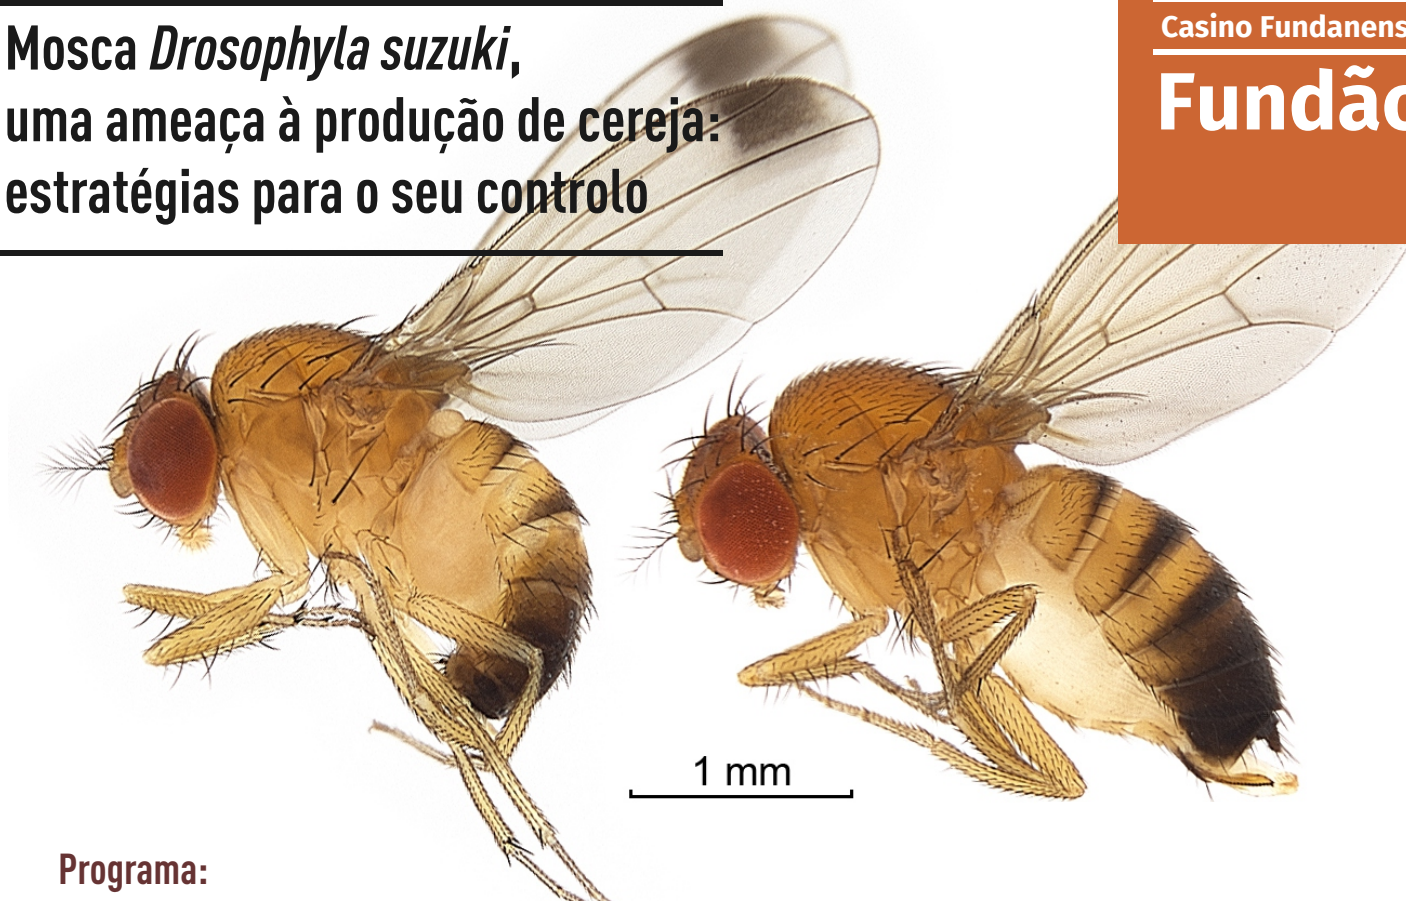 Mosca Drosophyla suzuki,
uma ameaça à produção de cereja:
estratégias para o seu controlo
Casino Fundanens
Fundão
1 mm
Programa: